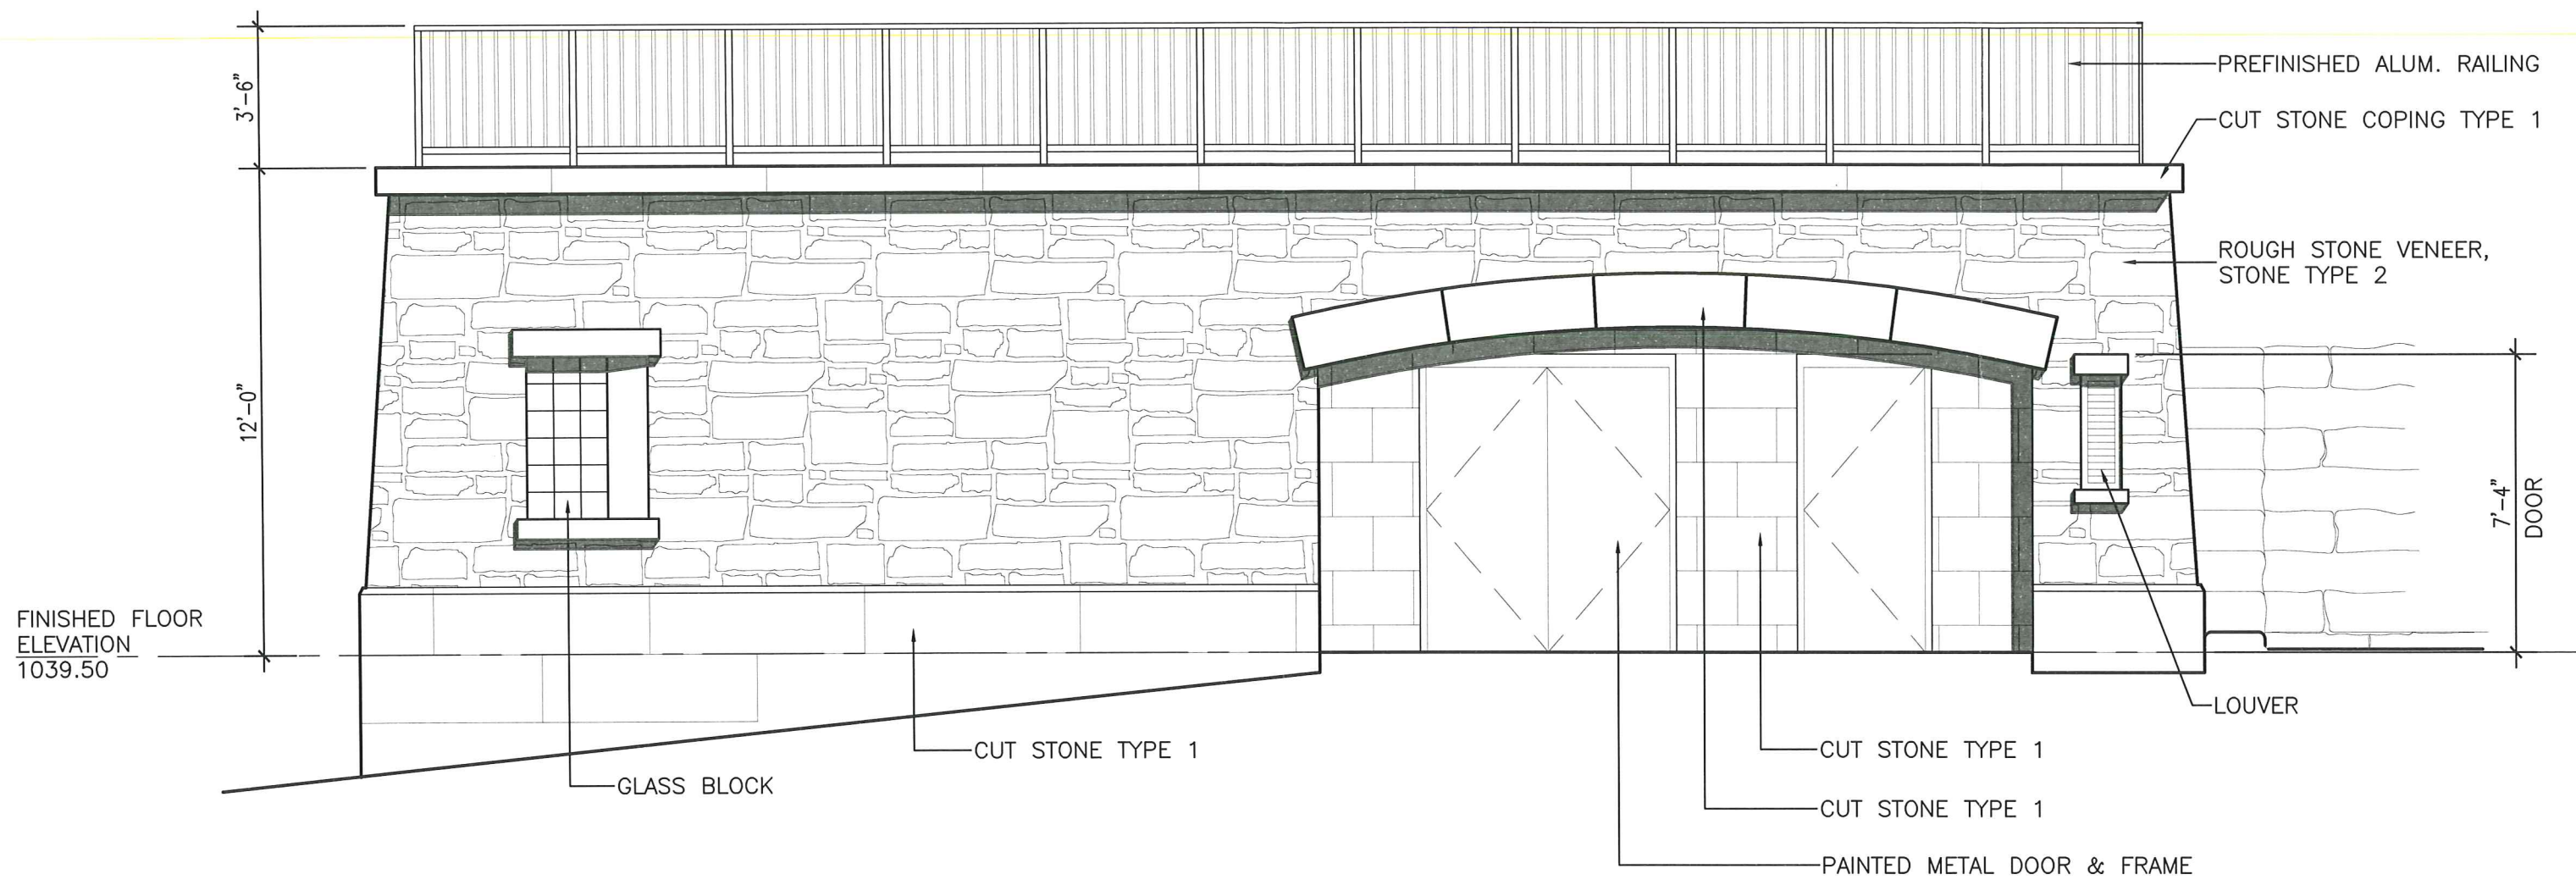 3'-6"
PREFINISHED ALUM. RAILING
CUT STONE COPING TYPE 1
ROUGH STONE VENEER,
STONE TYPE 2
12'-0"
7'-4"
DOOR
FINISHED FLOOR
ELEVATION
1039.50
LOUVER
CUT STONE TYPE 1
CUT STONE TYPE 1
GLASS BLOCK
CUT STONE TYPE 1
PAINTED METAL DOOR & FRAME